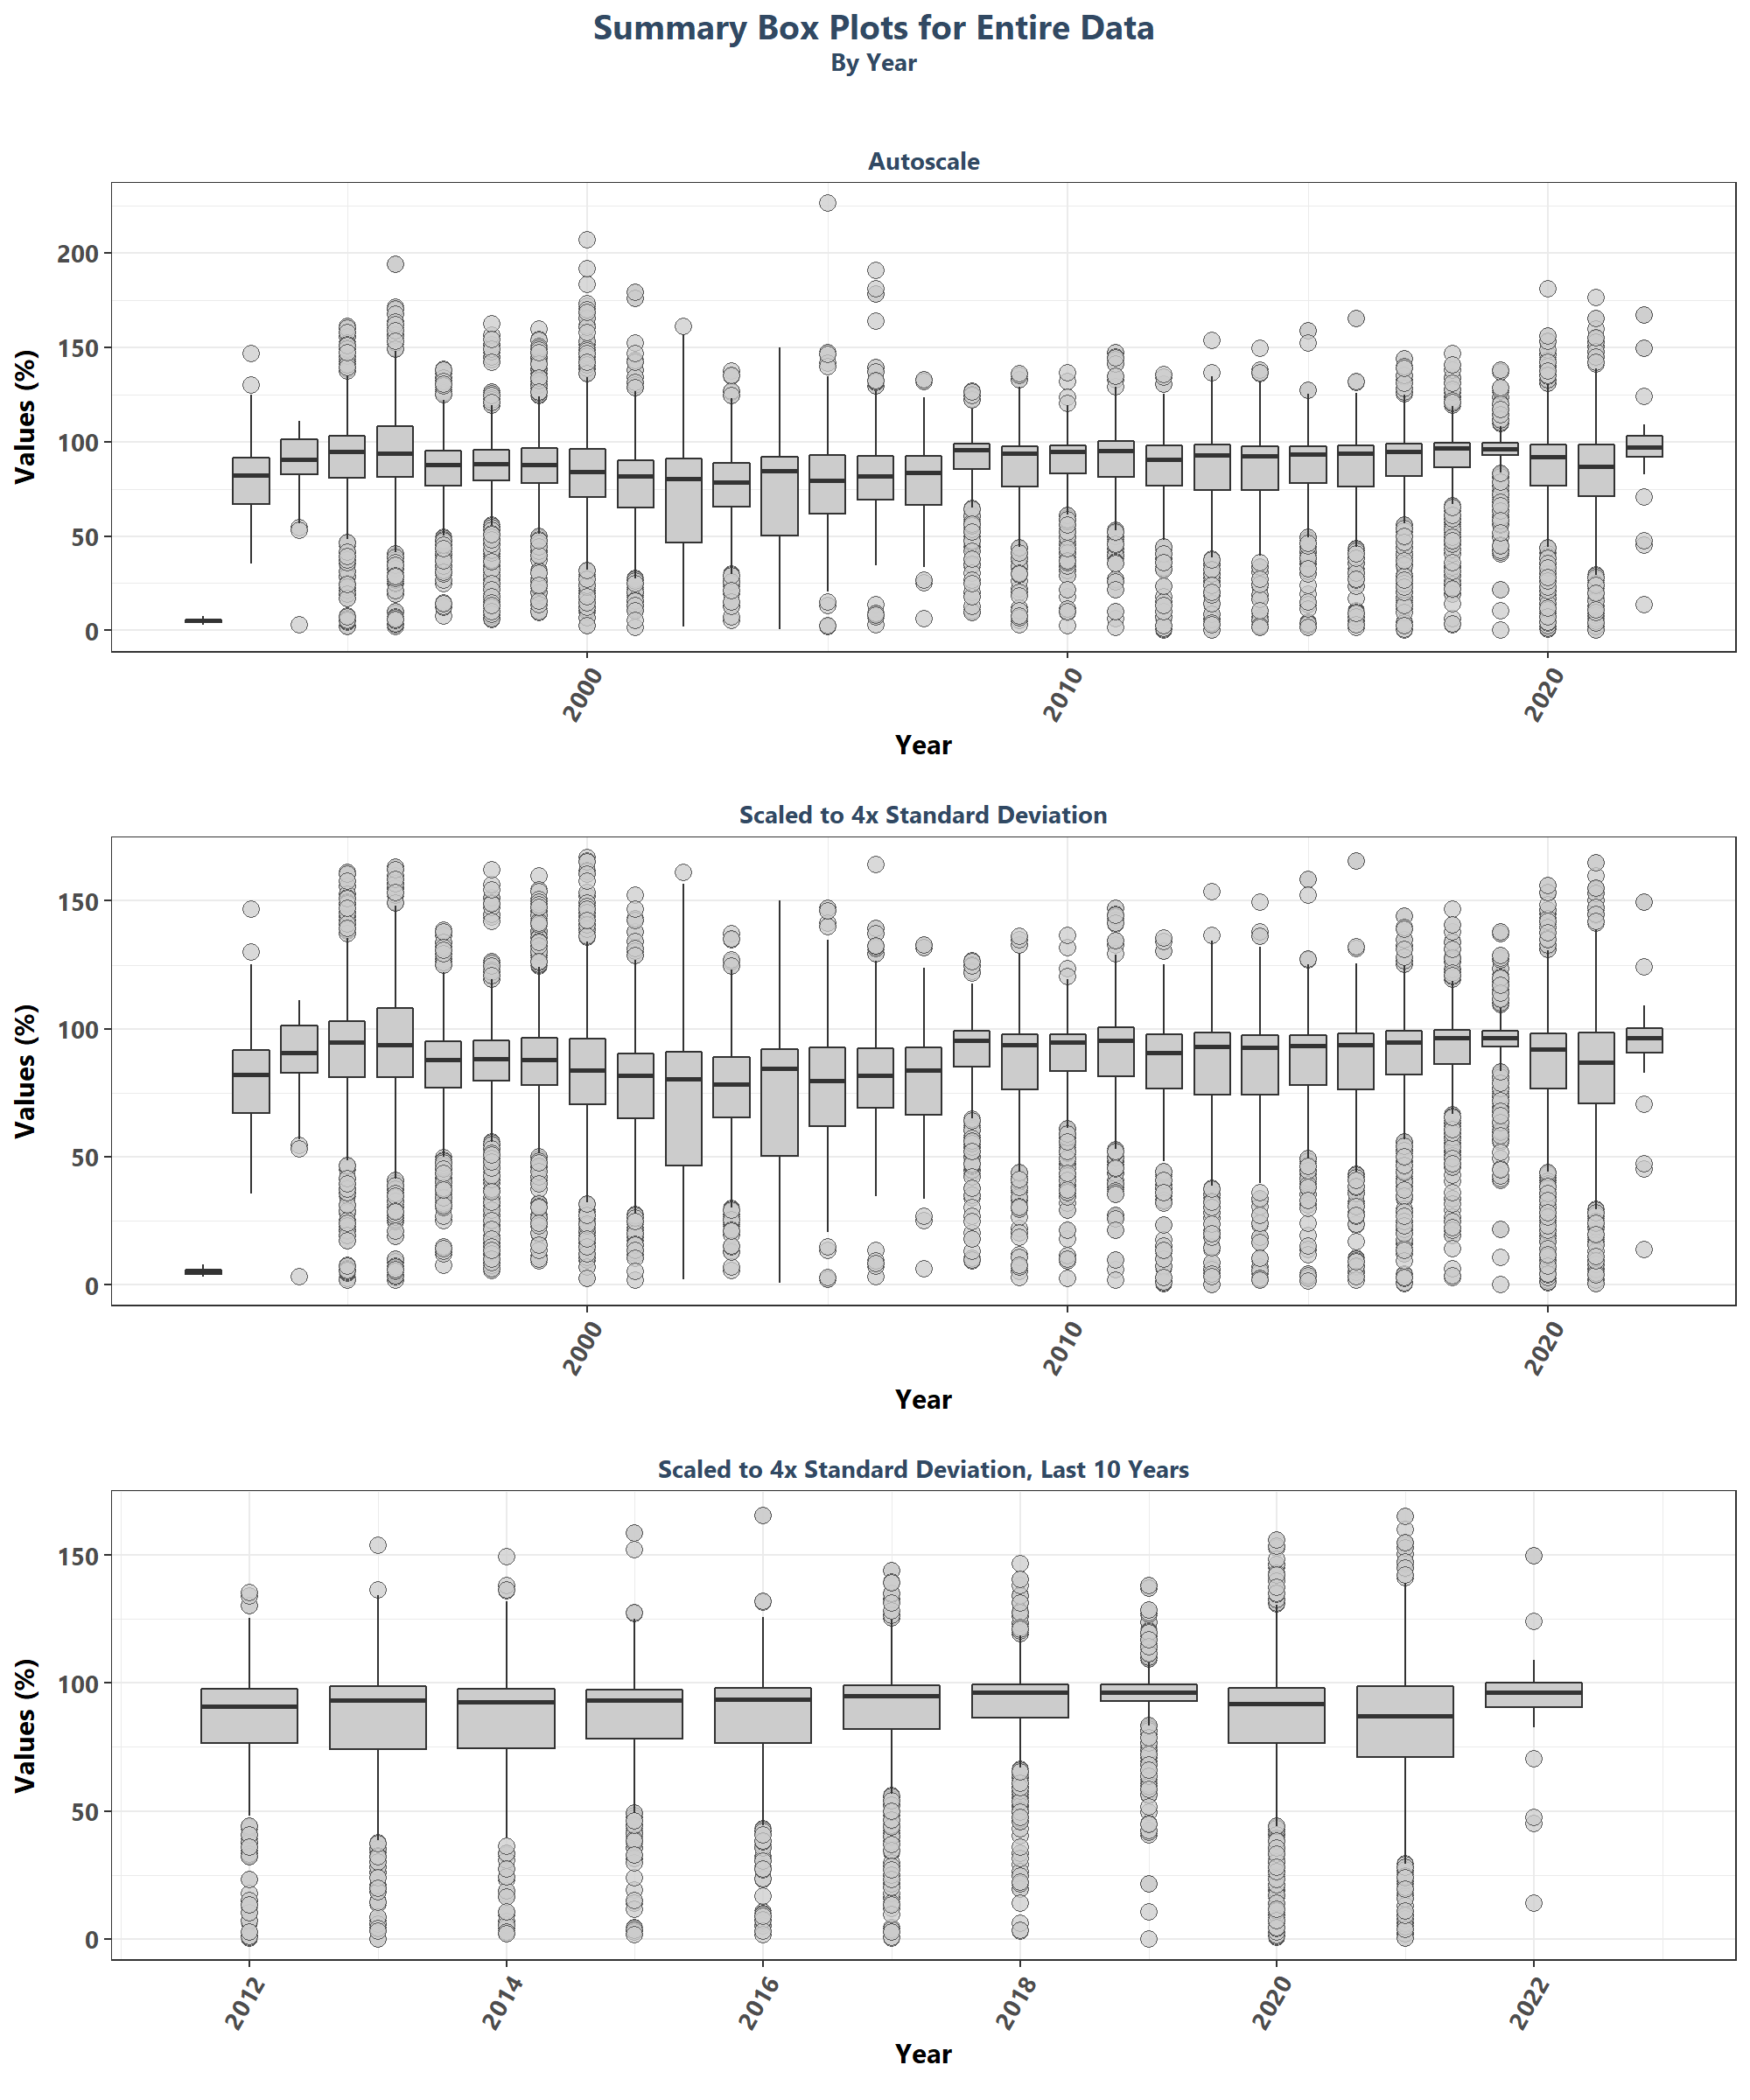 Summary Box Plots for Entire Data
By Year
Autoscale
Values (%)
200
150
100
50
0
2000
2010
2020
Year
Scaled to 4x Standard Deviation
Values (%)
150
100
50
0
2000
2010
2020
Year
Scaled to 4x Standard Deviation, Last 10 Years
Values (%)
150
100
50
0
2012
2014
2016
2018
2020
2022
Year